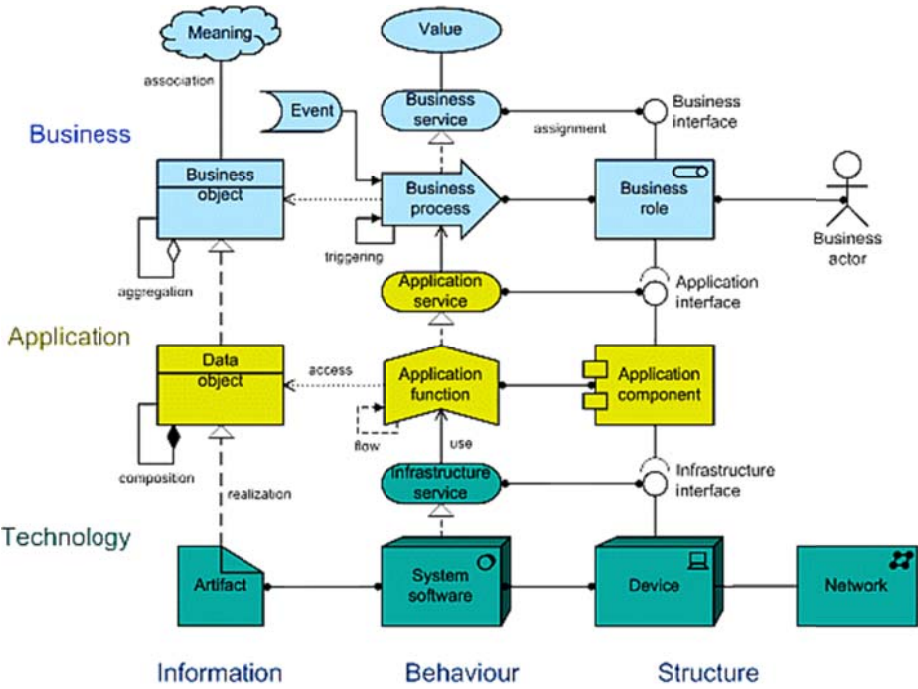 Meaning
Value
association
Event
Business
service
Business
interface
assignment
Business
Business
object
Business
process
Business
role
Business
actor
triggering
aggregation
Application
service
Application
interface
Application
Data
object
access
Application
function
Application
component
flow
use
composition
realization
Infrastructure
service
Infrastructure
interface
Technology
Artifact
System
software
Device
Network
Information
Behaviour
Structure